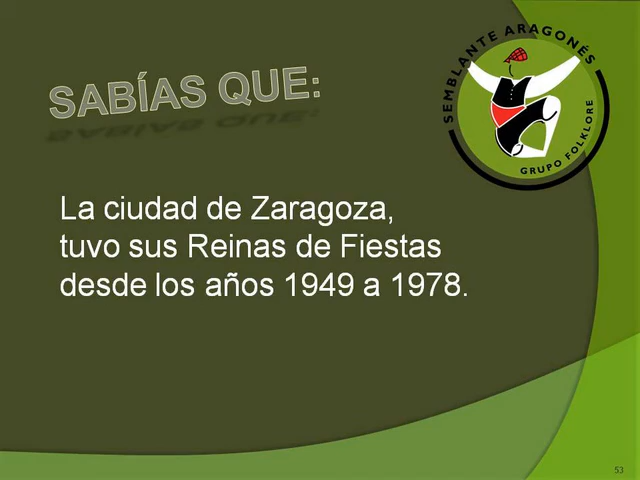 SABÍAS QUE:
SEMBLANTE ARAGONÉS
GRUPO FOLKLORE
La ciudad de Zaragoza,
tuvo sus Reinas de Fiestas
desde los años 1949 a 1978.
53